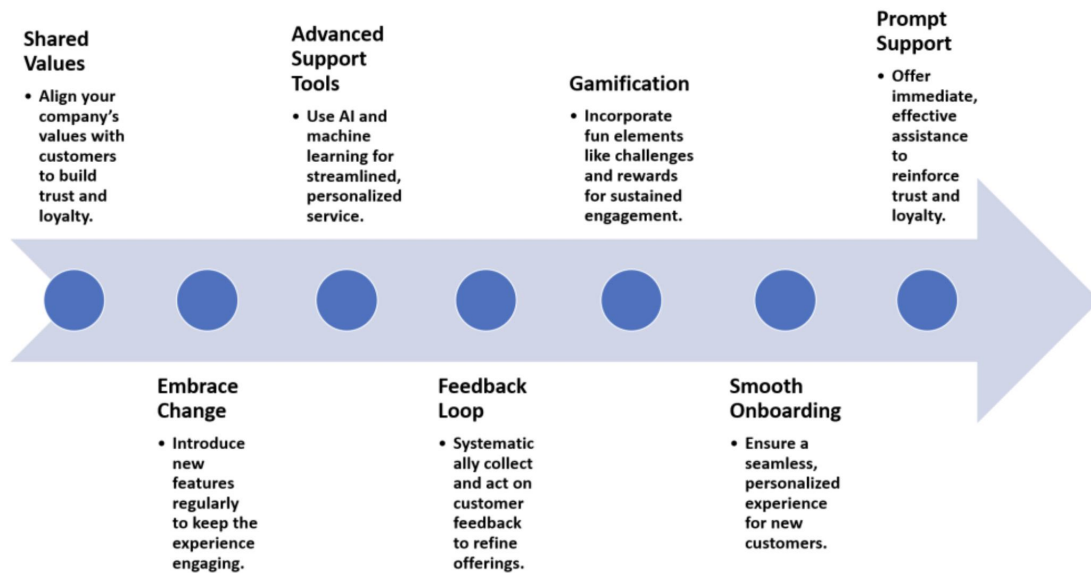 Shared
Values
• Align your
company's
values with
customers
to build
trust and
loyalty.
Embrace
Change
• Introduce
new
features
regularly
to keep the
experience
engaging.
Advanced
Support
Tools
• Use AI and
machine
learning for
streamlined,
personalized
service.
Feedback
Loop
• Systematic
ally collect
and act on
customer
feedback
to refine
offerings.
Gamification
• Incorporate
fun elements
like challenges
and rewards
for sustained
engagement.
Smooth
Onboarding
• Ensure a
seamless,
personalized
experience
for new
customers.
Prompt
Support
• Offer
immediate,
effective
assistance
to
reinforce
trust and
loyalty.